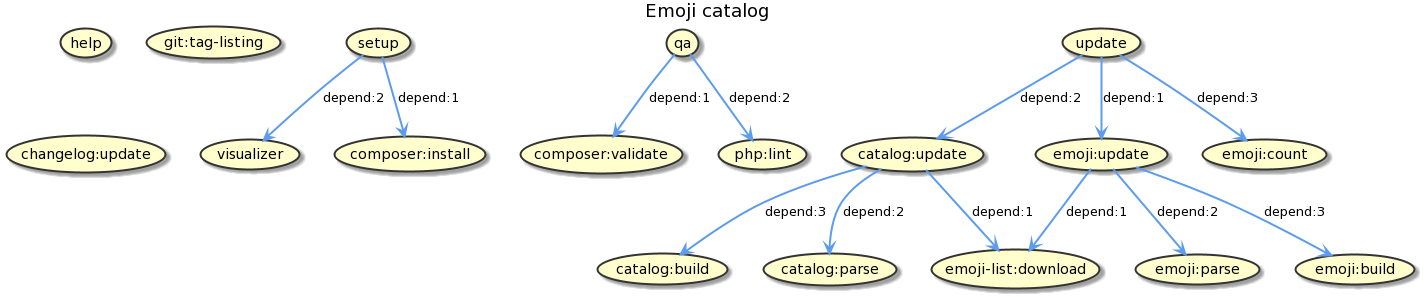 Emoji catalog
help
git:tag-listing
setup
qa
update
depend:2
depend:1
depend:1
depend:2
depend:2
depend:1
depend:3
changelog:update
visualizer
composer:install
composer:validate
php:lint
catalog:update
emoji:update
emoji:count
depend:3
depend:2
depend:1
depend:1
depend:2
depend:3
catalog:build
catalog:parse
emoji-list:download
emoji:parse
emoji:build